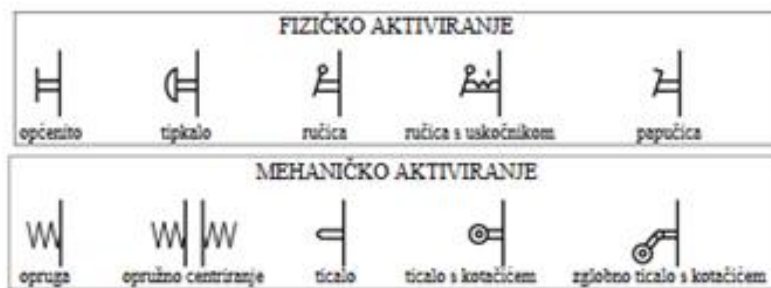 FIZIČKO AKTIVIRANJE
općenito tipkalo ručica ručica s uskočnikom papučica
MEHANIČKO AKTIVIRANJE
opruga opružno centriranje ticalo ticalo s kotačićem zglobno ticalo s kotačićem